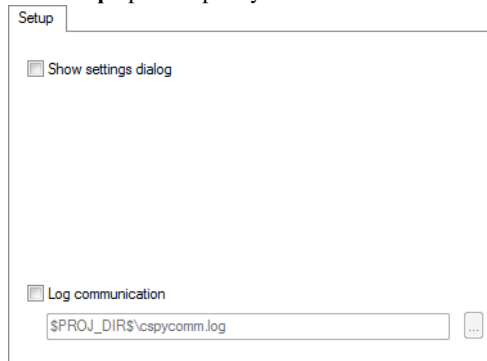 Setup
Show settings dialog
Log communication
$PROJ_DIR$\cspycomm.log
...